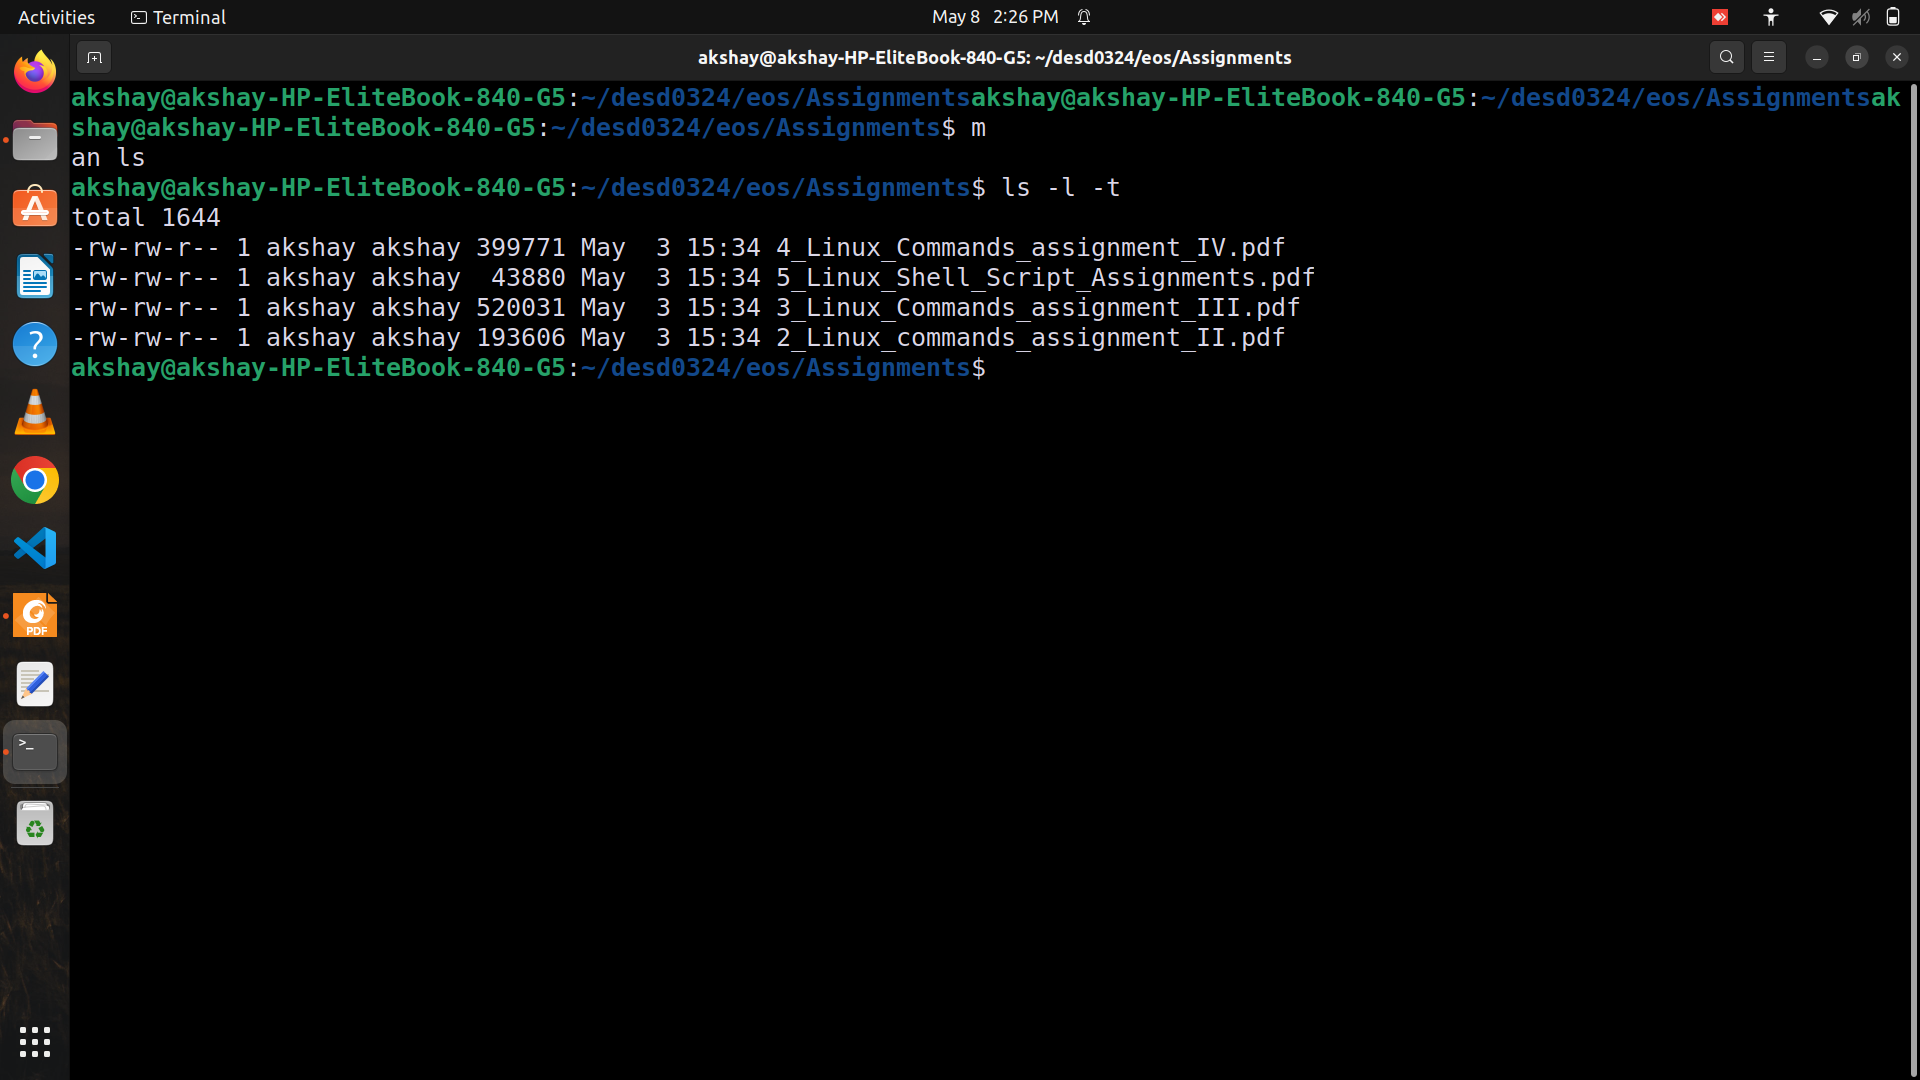 Activities Terminal May 8 2:26 PM
akshay@akshay-HP-EliteBook-840-G5: ~/desd0324/eos/Assignments
akshay@akshay-HP-EliteBook-840-G5:~/desd0324/eos/Assignmentsakshay@akshay-HP-EliteBook-840-G5:~/desd0324/eos/Assignmentsak
shay@akshay-HP-EliteBook-840-G5:~/desd0324/eos/Assignments$ m
an ls
akshay@akshay-HP-EliteBook-840-G5:~/desd0324/eos/Assignments$ ls -l -t
total 1644
-rw-rw-r-- 1 akshay akshay 399771 May  3 15:34 4_Linux_Commands_assignment_IV.pdf
-rw-rw-r-- 1 akshay akshay  43880 May  3 15:34 5_Linux_Shell_Script_Assignments.pdf
-rw-rw-r-- 1 akshay akshay 520031 May  3 15:34 3_Linux_Commands_assignment_III.pdf
-rw-rw-r-- 1 akshay akshay 193606 May  3 15:34 2_Linux_commands_assignment_II.pdf
akshay@akshay-HP-EliteBook-840-G5:~/desd0324/eos/Assignments$
PDF